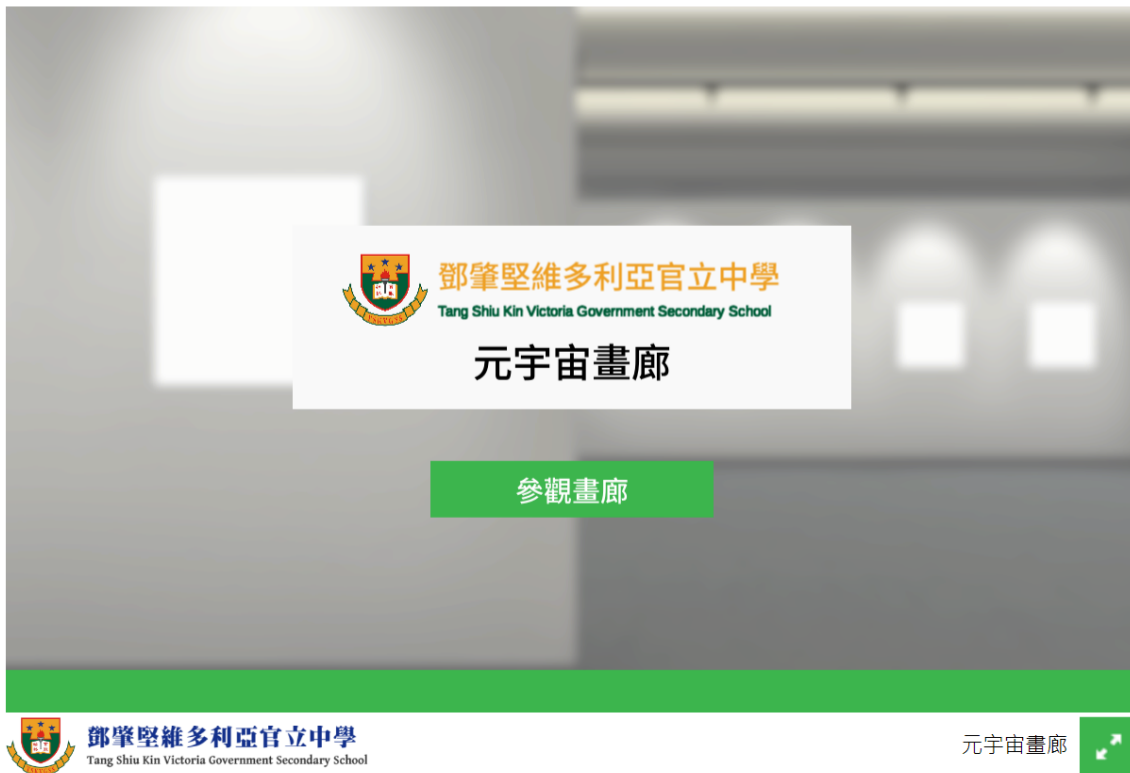 鄧肇堅維多利亞官立中學
Tang Shiu Kin Victoria Government Secondary School
元宇宙畫廊
參觀畫廊
鄧肇堅維多利亞官立中學
Tang Shiu Kin Victoria Government Secondary School
元宇宙畫廊